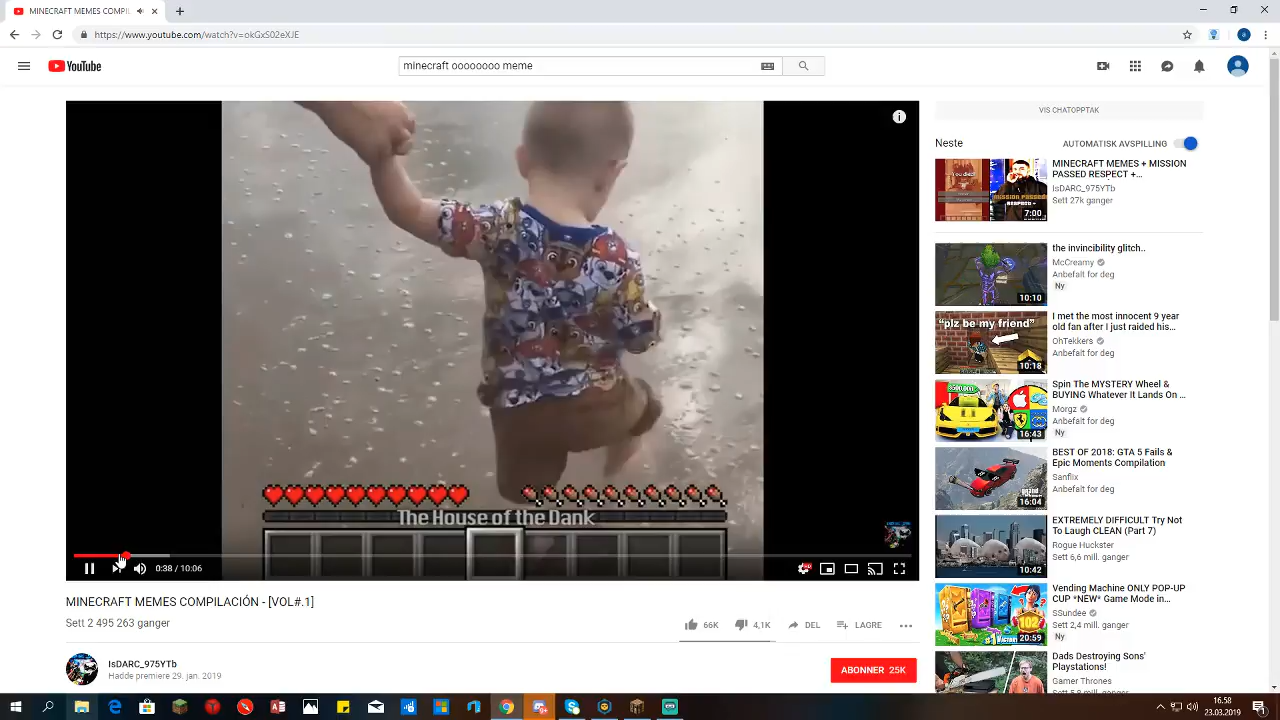 MINECRAFT MEMES COMPIL
https://www.youtube.com/watch?v=okGxS02eXJE
YouTube
minecraft oooooooo meme
VIS CHATOPPTAK
Neste
AUTOMATISK AVSPILLING
You died!
MISSION PASSED
RESPECT +
7:00
MINECRAFT MEMES + MISSION
PASSED RESPECT +...
IsDARC_975YTb
Sett 27k ganger
10:10
the invincibility glitch..
McCreamy
Anbefalt for deg
Ny
"plz be my friend"
10:18
I met the most innocent 9 year
old fan after I just raided his...
OhTekkers
Anbefalt for deg
16:43
Spin The MYSTERY Wheel &
BUYING Whatever It Lands On ...
Morgz
Ny
16:04
BEST OF 2018: GTA 5 Fails &
Epic Moments Compilation
Sanflix
Anbefalt for deg
10:42
EXTREMELY DIFFICULT Try Not
To Laugh CLEAN (Part 7)
Rogue Huckster
Sett 6,6 mill. ganger
102
20:59
Vending Machine ONLY POP-UP
CUP *NEW* Game Mode in...
SSundee
Sett 2,4 mill. ganger
Ny
Dads Destroying Sons'
Playstations!
Gamer Thrones
The House of the Dank
0:38 / 10:06
MINECRAFT MEMES COMPILACIÓN - [VOL#.1]
Sett 2 495 263 ganger
66K
4,1K
DEL
LAGRE
IsDARC_975YTb
Hadde premiere 29. jan. 2019
ABONNER 25K
16.58
23.03.2019